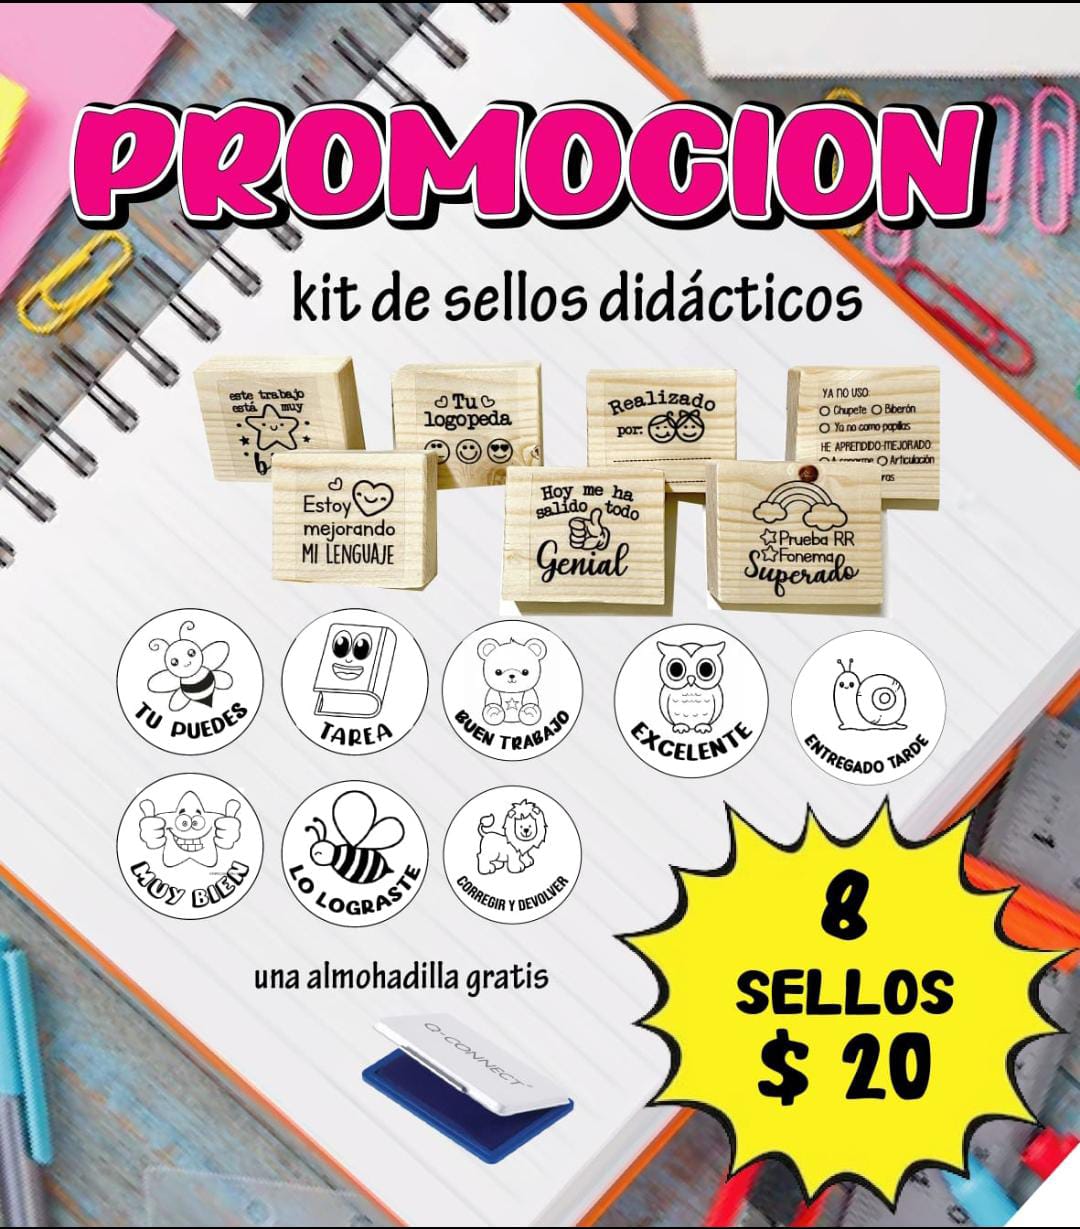 PROMOCION
kit de sellos didácticos
este trabajo
está muy
Tu
logopeda
Realizado
por:
YA NO USO:
Chupete Biberón
Ya no como papillas
HE APRENDIDO-MEJORADO:
Articulación
Estoy
mejorando
MI LENGUAJE
Hoy me ha
salido todo
Genial
Prueba RR
Fonema
Superado
TU PUEDES
TAREA
BUEN TRABAJO
EXCELENTE
ENTREGADO TARDE
MUY BIEN
LO LOGRASTE
CORREGIR Y DEVOLVER
una almohadilla gratis
Q-CONNECT
8
SELLOS
$ 20